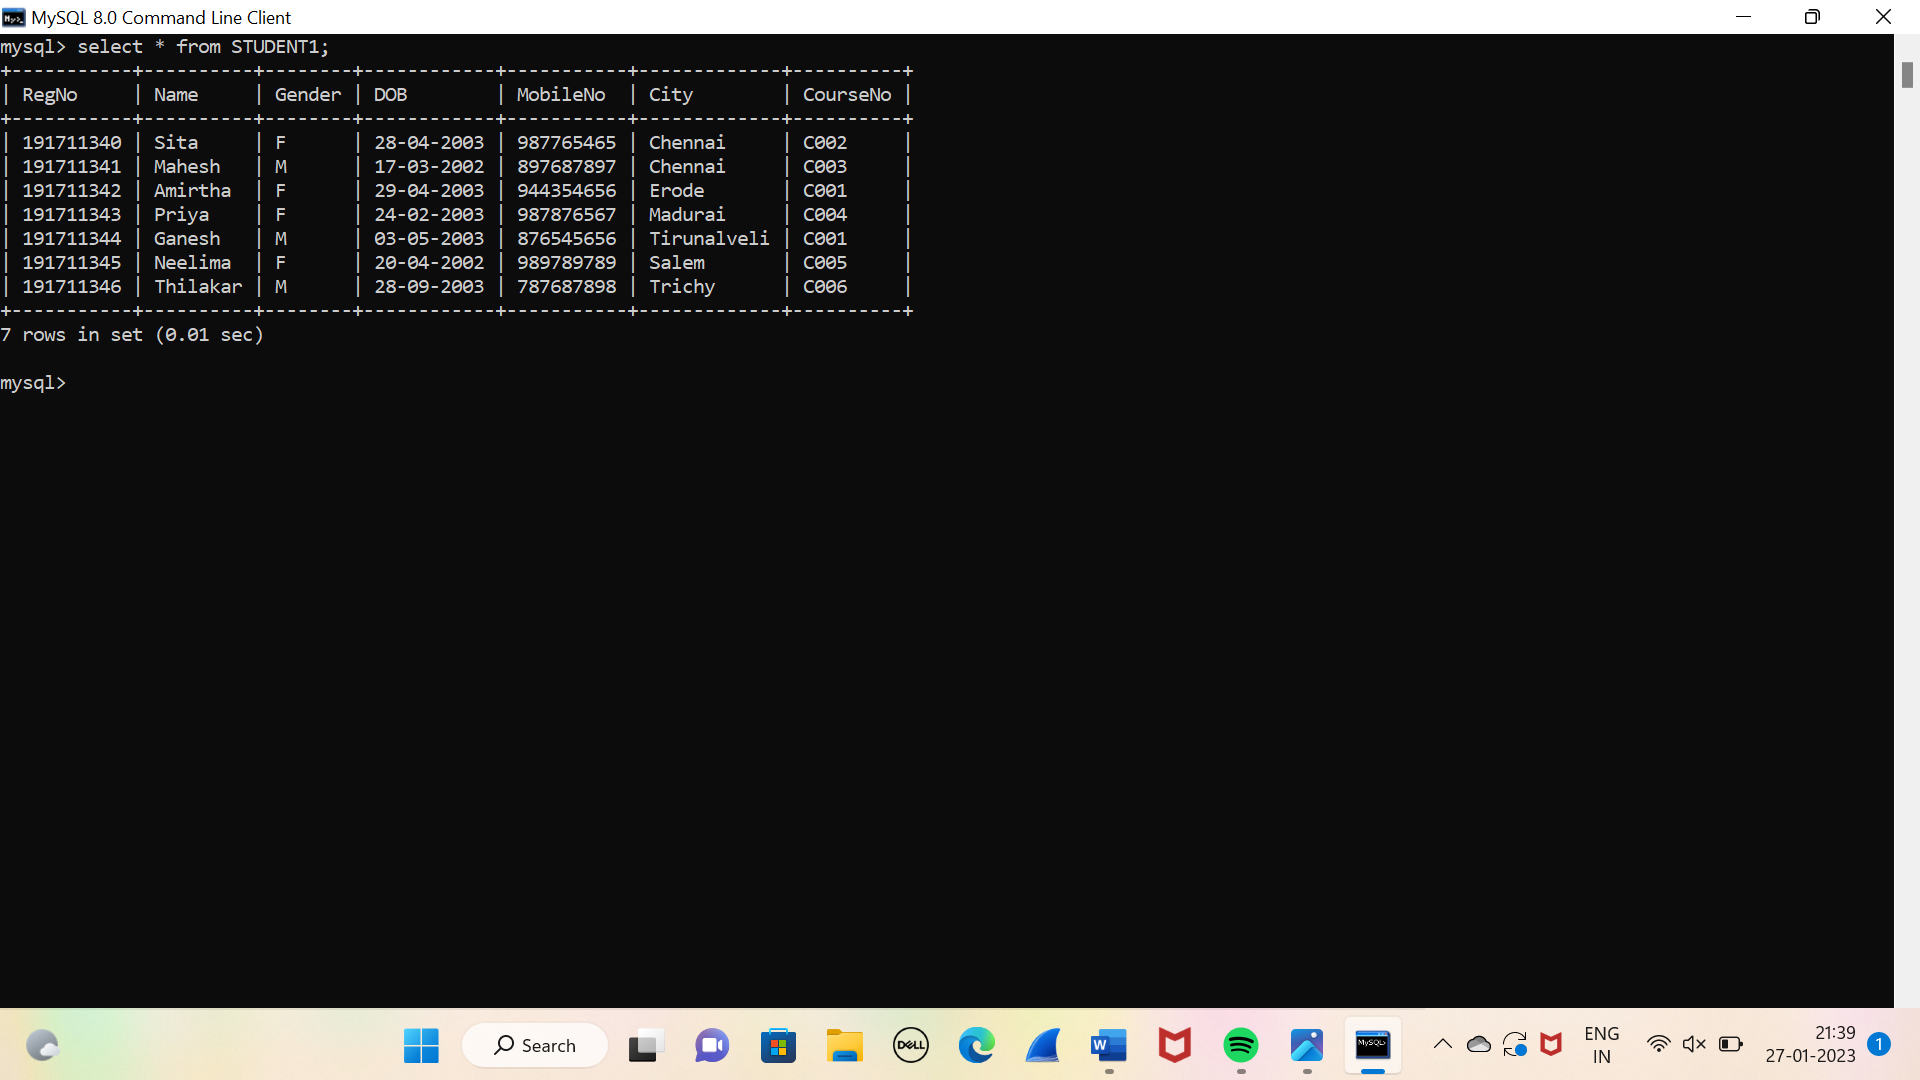 MySQL 8.0 Command Line Client
mysql> select * from STUDENT1;
+-----------+----------+--------+------------+-----------+-------------+----------+
| RegNo     | Name     | Gender | DOB        | MobileNo  | City        | CourseNo |
+-----------+----------+--------+------------+-----------+-------------+----------+
| 191711340 | Sita     | F      | 28-04-2003 | 987765465 | Chennai     | C002     |
| 191711341 | Mahesh   | M      | 17-03-2002 | 897687897 | Chennai     | C003     |
| 191711342 | Amirtha  | F      | 29-04-2003 | 944354656 | Erode       | C001     |
| 191711343 | Priya    | F      | 24-02-2003 | 987876567 | Madurai     | C004     |
| 191711344 | Ganesh   | M      | 03-05-2003 | 876545656 | Tirunalveli | C001     |
| 191711345 | Neelima  | F      | 20-04-2002 | 989789789 | Salem       | C005     |
| 191711346 | Thilakar | M      | 28-09-2003 | 787687898 | Trichy      | C006     |
+-----------+----------+--------+------------+-----------+-------------+----------+
7 rows in set (0.01 sec)
mysql>
Search
DELL
W
MySQL>
ENG
IN
21:39
27-01-2023
1